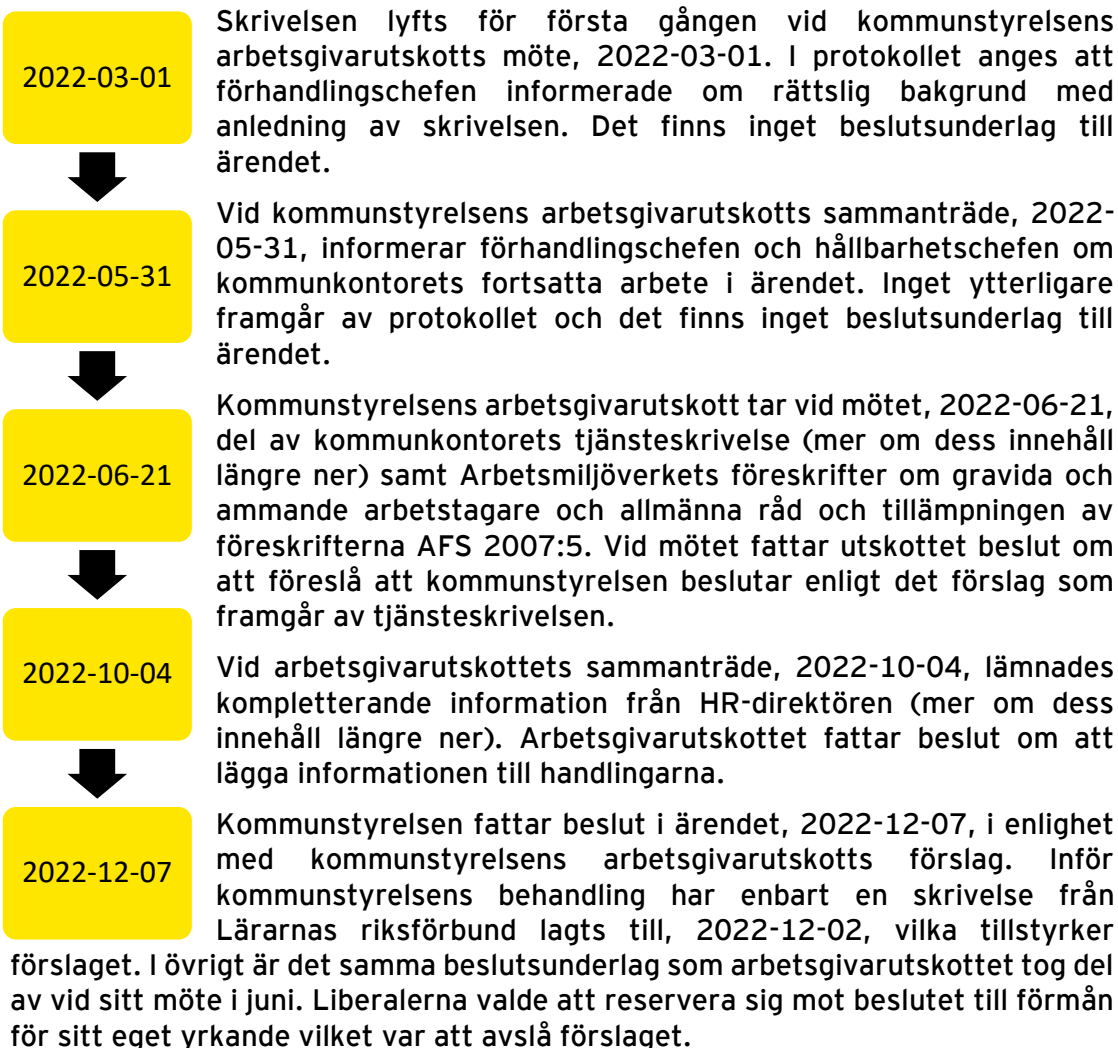 2022-03-01
Skrivelsen lyfts för första gången vid kommunstyrelsens
arbetsgivarutskotts möte, 2022-03-01. I protokollet anges att
förhandlingschefen informerade om rättslig bakgrund med
anledning av skrivelsen. Det finns inget beslutsunderlag till
ärendet.
2022-05-31
Vid kommunstyrelsens arbetsgivarutskotts sammanträde, 2022-
05-31, informerar förhandlingschefen och hållbarhetschefen om
kommunkontorets fortsatta arbete i ärendet. Inget ytterligare
framgår av protokollet och det finns inget beslutsunderlag till
ärendet.
2022-06-21
Kommunstyrelsens arbetsgivarutskott tar vid mötet, 2022-06-21,
del av kommunkontorets tjänsteskrivelse (mer om dess innehåll
längre ner) samt Arbetsmiljöverkets föreskrifter om gravida och
ammande arbetstagare och allmänna råd och tillämpningen av
föreskrifterna AFS 2007:5. Vid mötet fattar utskottet beslut om
att föreslå att kommunstyrelsen beslutar enligt det förslag som
framgår av tjänsteskrivelsen.
2022-10-04
Vid arbetsgivarutskottets sammanträde, 2022-10-04, lämnades
kompletterande information från HR-direktören (mer om dess
innehåll längre ner). Arbetsgivarutskottet fattar beslut om att
lägga informationen till handlingarna.
2022-12-07
Kommunstyrelsen fattar beslut i ärendet, 2022-12-07, i enlighet
med kommunstyrelsens arbetsgivarutskotts förslag. Inför
kommunstyrelsens behandling har enbart en skrivelse från
Lärarnas riksförbund lagts till, 2022-12-02, vilka tillstyrker
förslaget. I övrigt är det samma beslutsunderlag som arbetsgivarutskottet tog del
av vid sitt möte i juni. Liberalerna valde att reservera sig mot beslutet till förmån
för sitt eget yrkande vilket var att avslå förslaget.